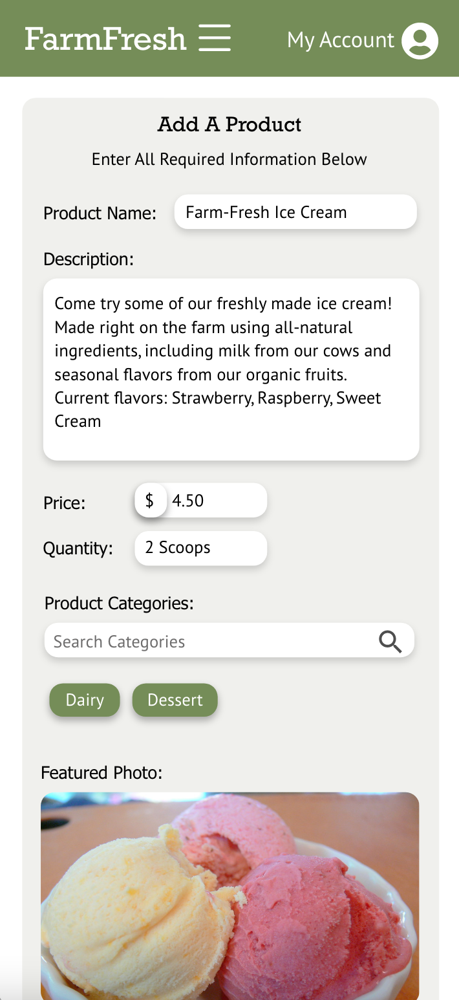 FarmFresh My Account
Add A Product
Enter All Required Information Below
Product Name: Farm-Fresh Ice Cream
Description:
Come try some of our freshly made ice cream!
Made right on the farm using all-natural
ingredients, including milk from our cows and
seasonal flavors from our organic fruits.
Current flavors: Strawberry, Raspberry, Sweet
Cream
Price: $ 4.50
Quantity: 2 Scoops
Product Categories:
Search Categories
Dairy Dessert
Featured Photo: